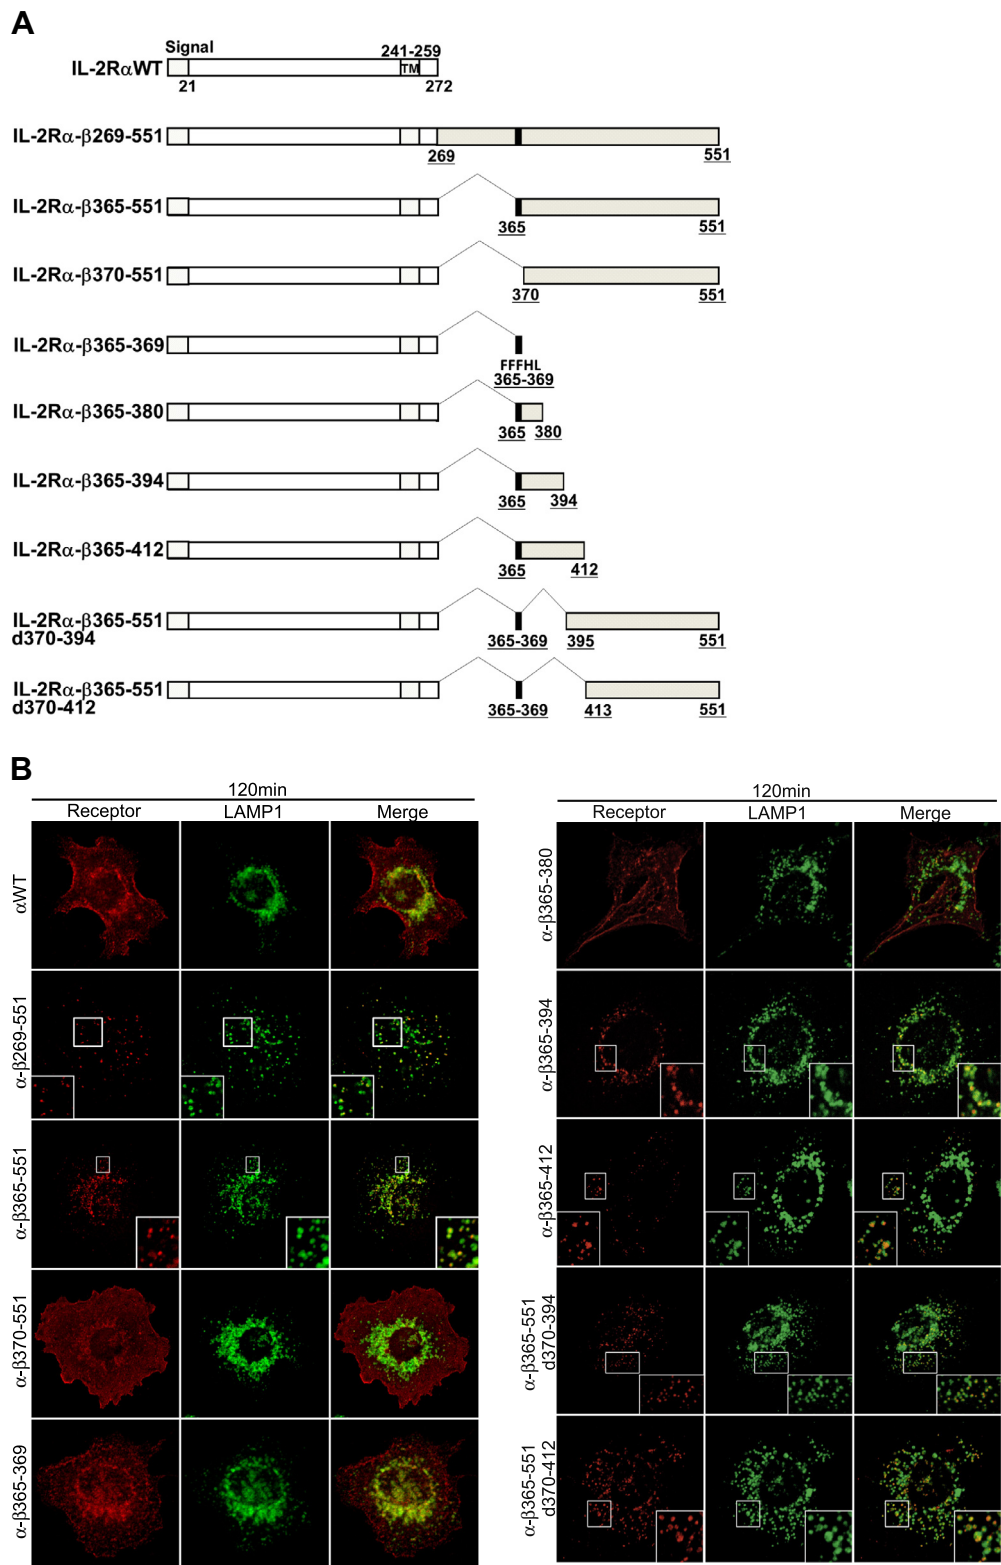 A
Signal
241-259
IL-2RαWT
TM
21
272
IL-2Rα-β269-551
269
551
IL-2Rα-β365-551
365
551
IL-2Rα-β370-551
370
551
IL-2Rα-β365-369
FFFHL
365-369
IL-2Rα-β365-380
365
380
IL-2Rα-β365-394
365
394
IL-2Rα-β365-412
365
412
IL-2Rα-β365-551
d370-394
365-369
395
551
IL-2Rα-β365-551
d370-412
365-369
413
551
B
120min
Receptor
LAMP1
Merge
αWT
α-β269-551
α-β365-551
α-β370-551
α-β365-369
120min
Receptor
LAMP1
Merge
α-β365-380
α-β365-394
α-β365-412
α-β365-551
d370-394
α-β365-551
d370-412